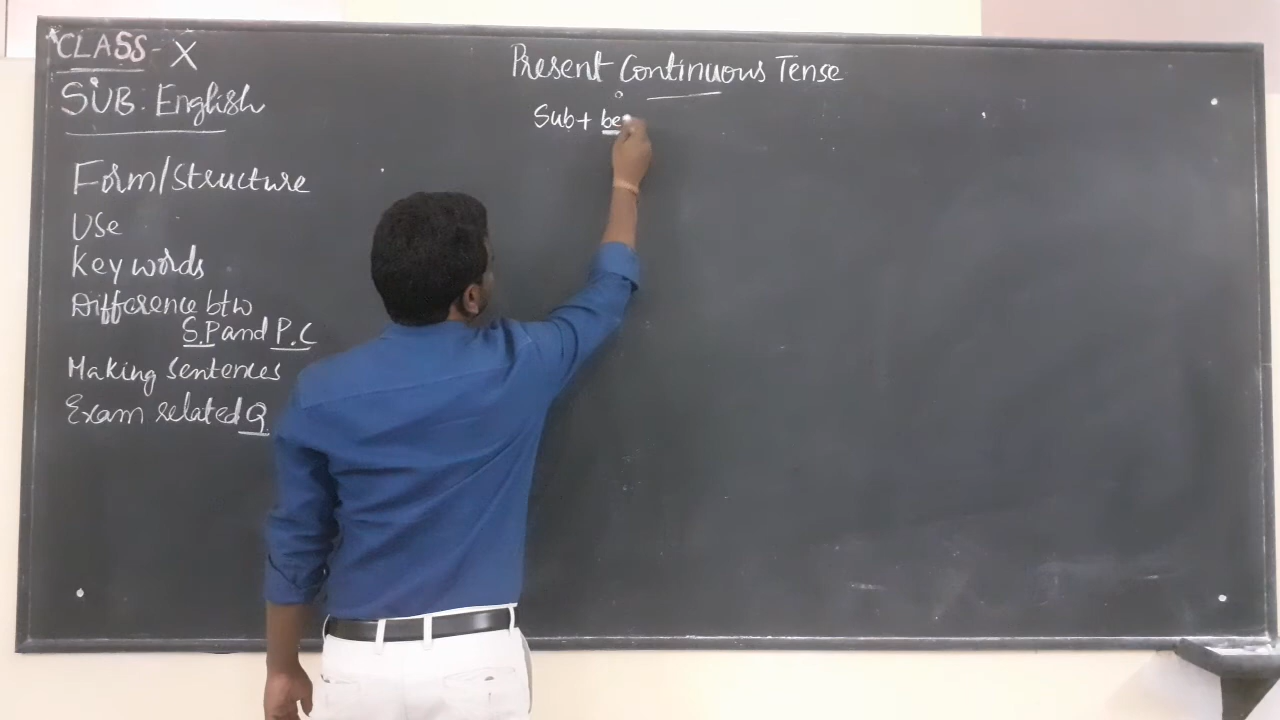 CLASS - X
SUB: English
Form/Structure
Use
Key words
Difference btw
S.P and P.C
Making sentences
Exam related Q
Present Continuous Tense
Sub + be